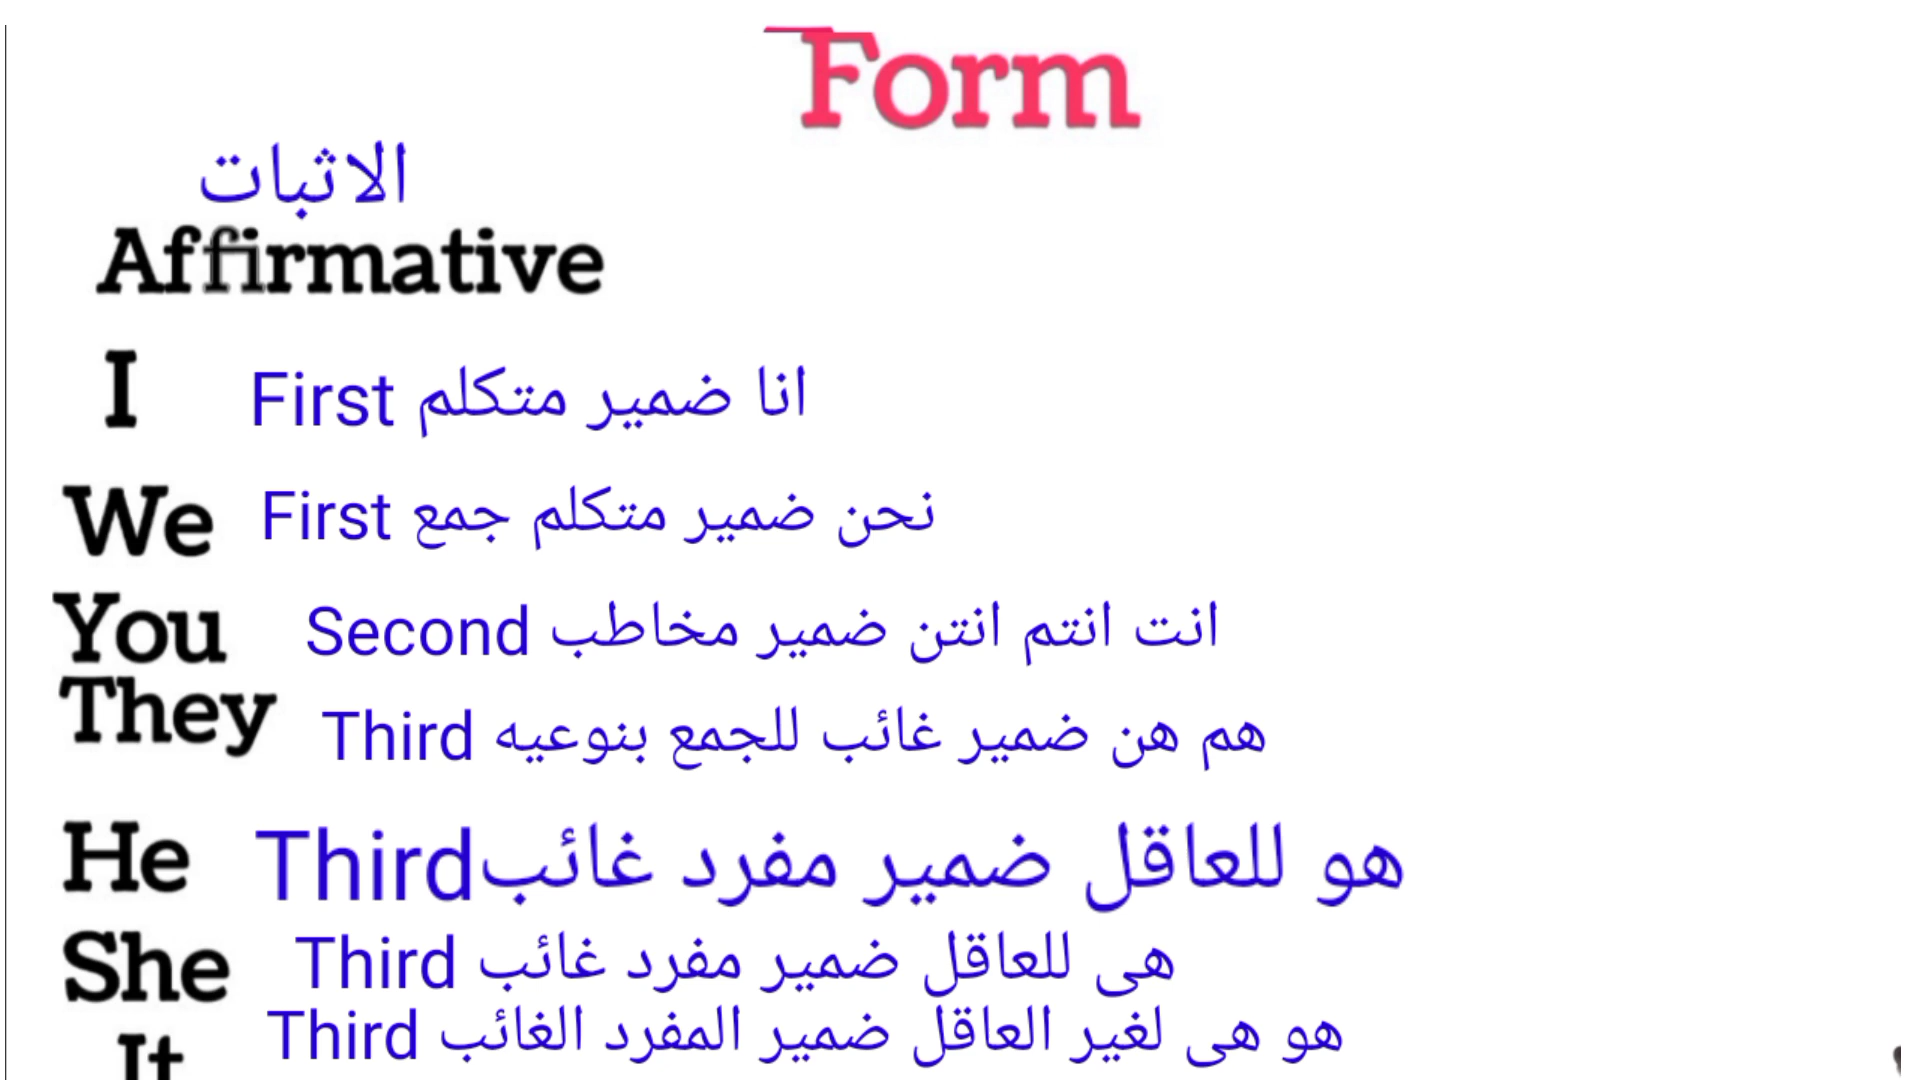 Form
الاثبات
Affirmative
I انا ضمير متكلم First
We نحن ضمير متكلم جمع First
You انت انتم انتن ضمير مخاطب Second
They هم هن ضمير غائب للجمع بنوعيه Third
He هو للعاقل ضمير مفرد غائبThird
She هى للعاقل ضمير مفرد غائب Third
It هو هى لغير العاقل ضمير المفرد الغائب Third